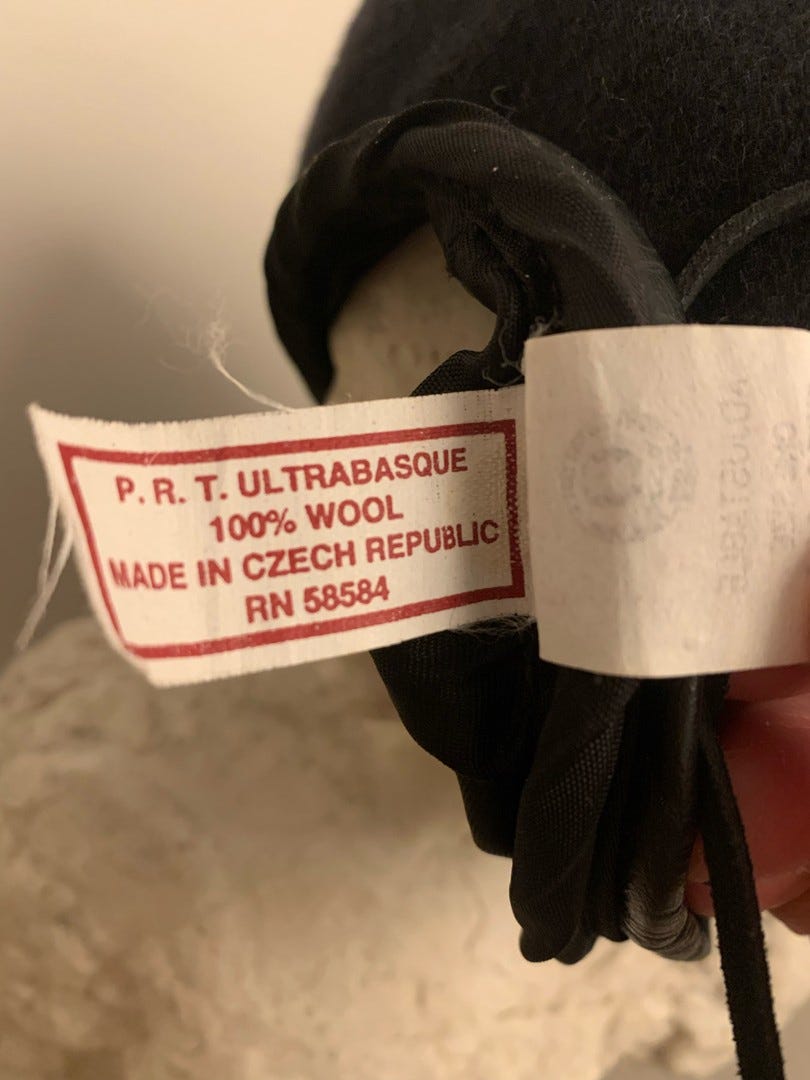 P. R. T. ULTRABASQUE
100% WOOL
MADE IN CZECH REPUBLIC
RN 58584